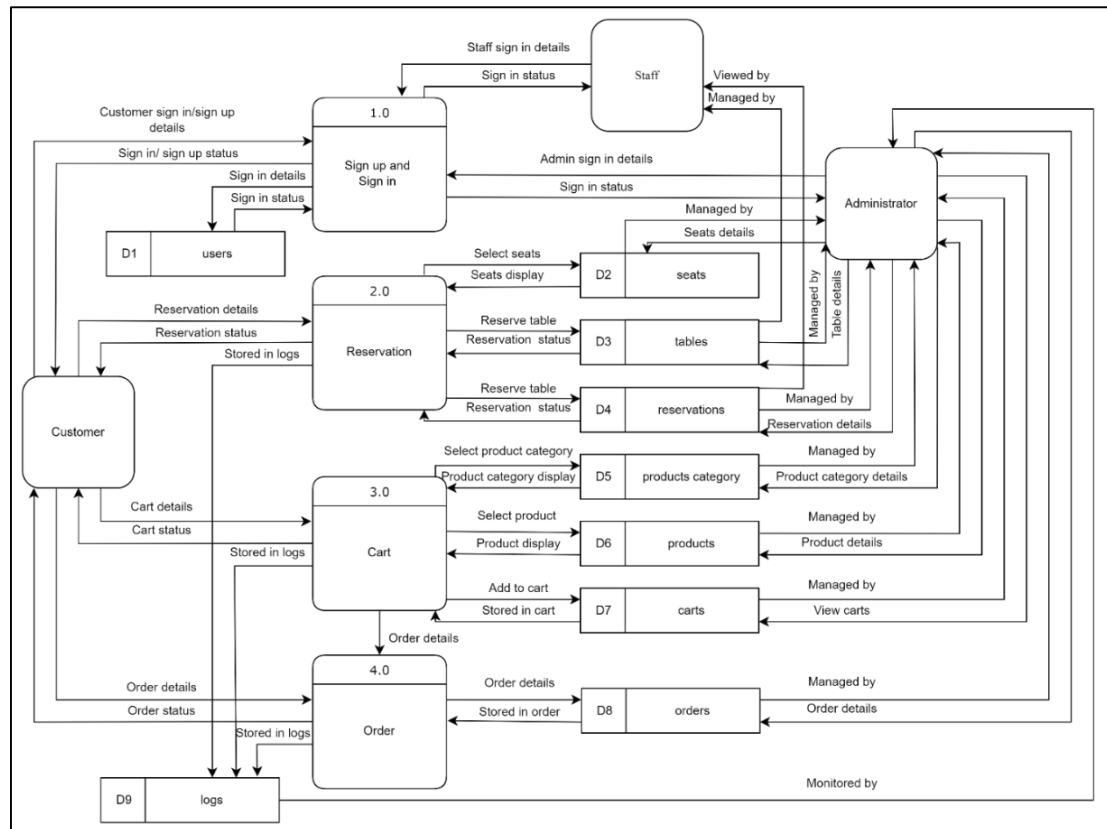 Staff sign in details
Staff
Sign in status
Viewed by
Managed by
Customer sign in/sign up
details
1.0
Sign up and
Sign in
Sign in/ sign up status
Admin sign in details
Sign in details
Sign in status
Sign in status
Administrator
Managed by
Seats details
D1
users
Select seats
Seats display
D2
seats
2.0
Reservation
Managed by
Table details
Reservation details
Reservation status
Stored in logs
Reserve table
Reservation status
D3
tables
Reserve table
Reservation status
D4
reservations
Managed by
Reservation details
Customer
Select product category
Product category display
D5
products category
Managed by
Product category details
3.0
Cart
Cart details
Cart status
Stored in logs
Select product
Product display
D6
products
Managed by
Product details
Add to cart
Stored in cart
D7
carts
Managed by
View carts
Order details
4.0
Order
Order details
Order status
Stored in logs
Order details
Stored in order
D8
orders
Managed by
Order details
D9
logs
Monitored by